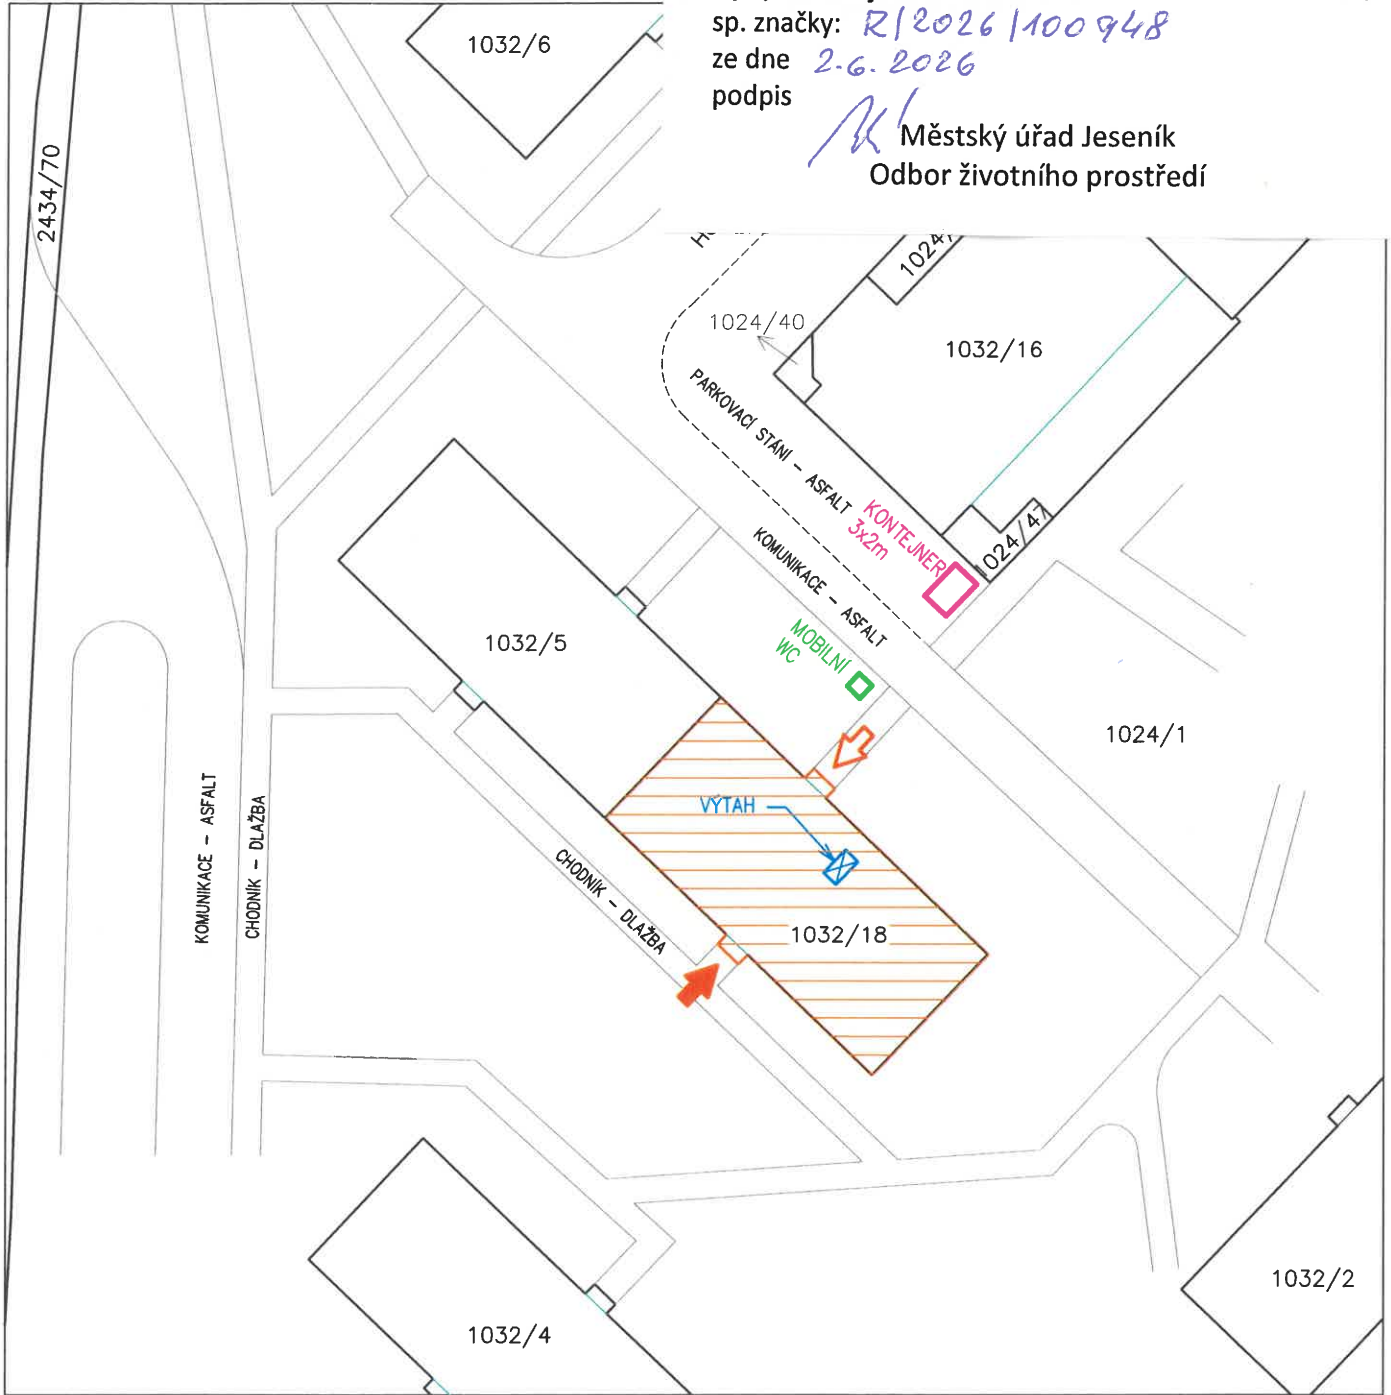 sp. značky: R/2026/100948
ze dne 2.6.2026
podpis
Městský úřad Jeseník
Odbor životního prostředí
1032/6
2434/70
1024/40
1032/16
PARKOVACÍ STÁNÍ - ASFALT
KONTEJNER
3x2m
024/47
KOMUNIKACE - ASFALT
1032/5
MOBILNÍ
WC
1024/1
VÝTAH
KOMUNIKACE - ASFALT
CHODNÍK - DLAŽBA
CHODNÍK - DLAŽBA
1032/18
1032/2
1032/4